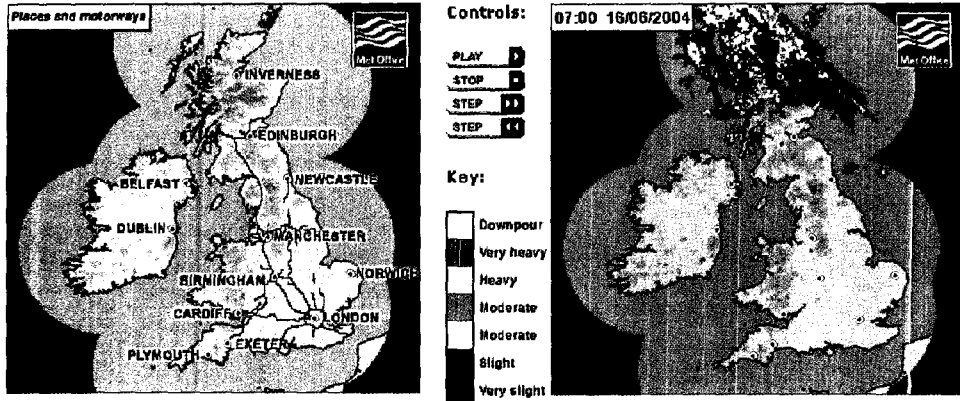 Places and motorways
Met Office
INVERNESS
EDINBURGH
BELFAST
NEWCASTLE
DUBLIN
MANCHESTER
BIRMINGHAM
NORWICH
CARDIFF
LONDON
EXETER
PLYMOUTH
Controls:
PLAY
STOP
STEP
STEP
Key:
Downpour
Very heavy
Heavy
Moderate
Moderate
Slight
Very slight
07:00 16/06/2004
Met Office